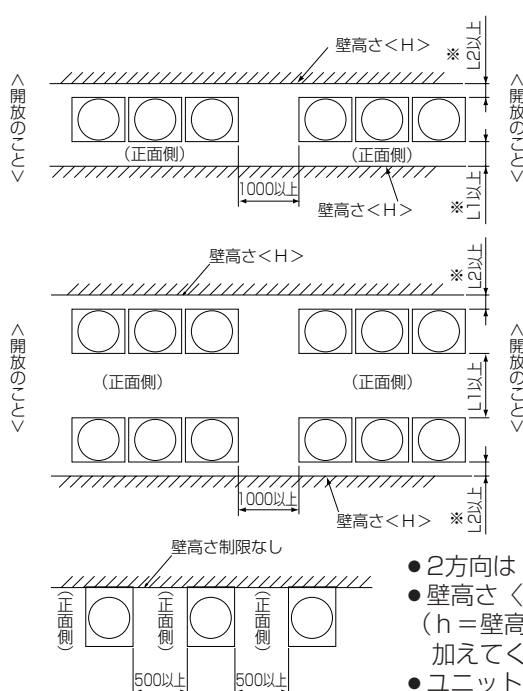 壁高さ＜H＞
※
L2以上
＜開放のこと＞
＜開放のこと＞
(正面側)
(正面側)
1000以上
壁高さ＜H＞
※
L1以上
壁高さ＜H＞
※
L2以上
＜開放のこと＞
＜開放のこと＞
(正面側)
(正面側)
L1以上
1000以上
壁高さ＜H＞
※
L2以上
壁高さ制限なし
(正面側)
(正面側)
(正面側)
500以上
500以上
●2方向は
●壁高さ〈
（h＝壁高
加えてく
●ユニット